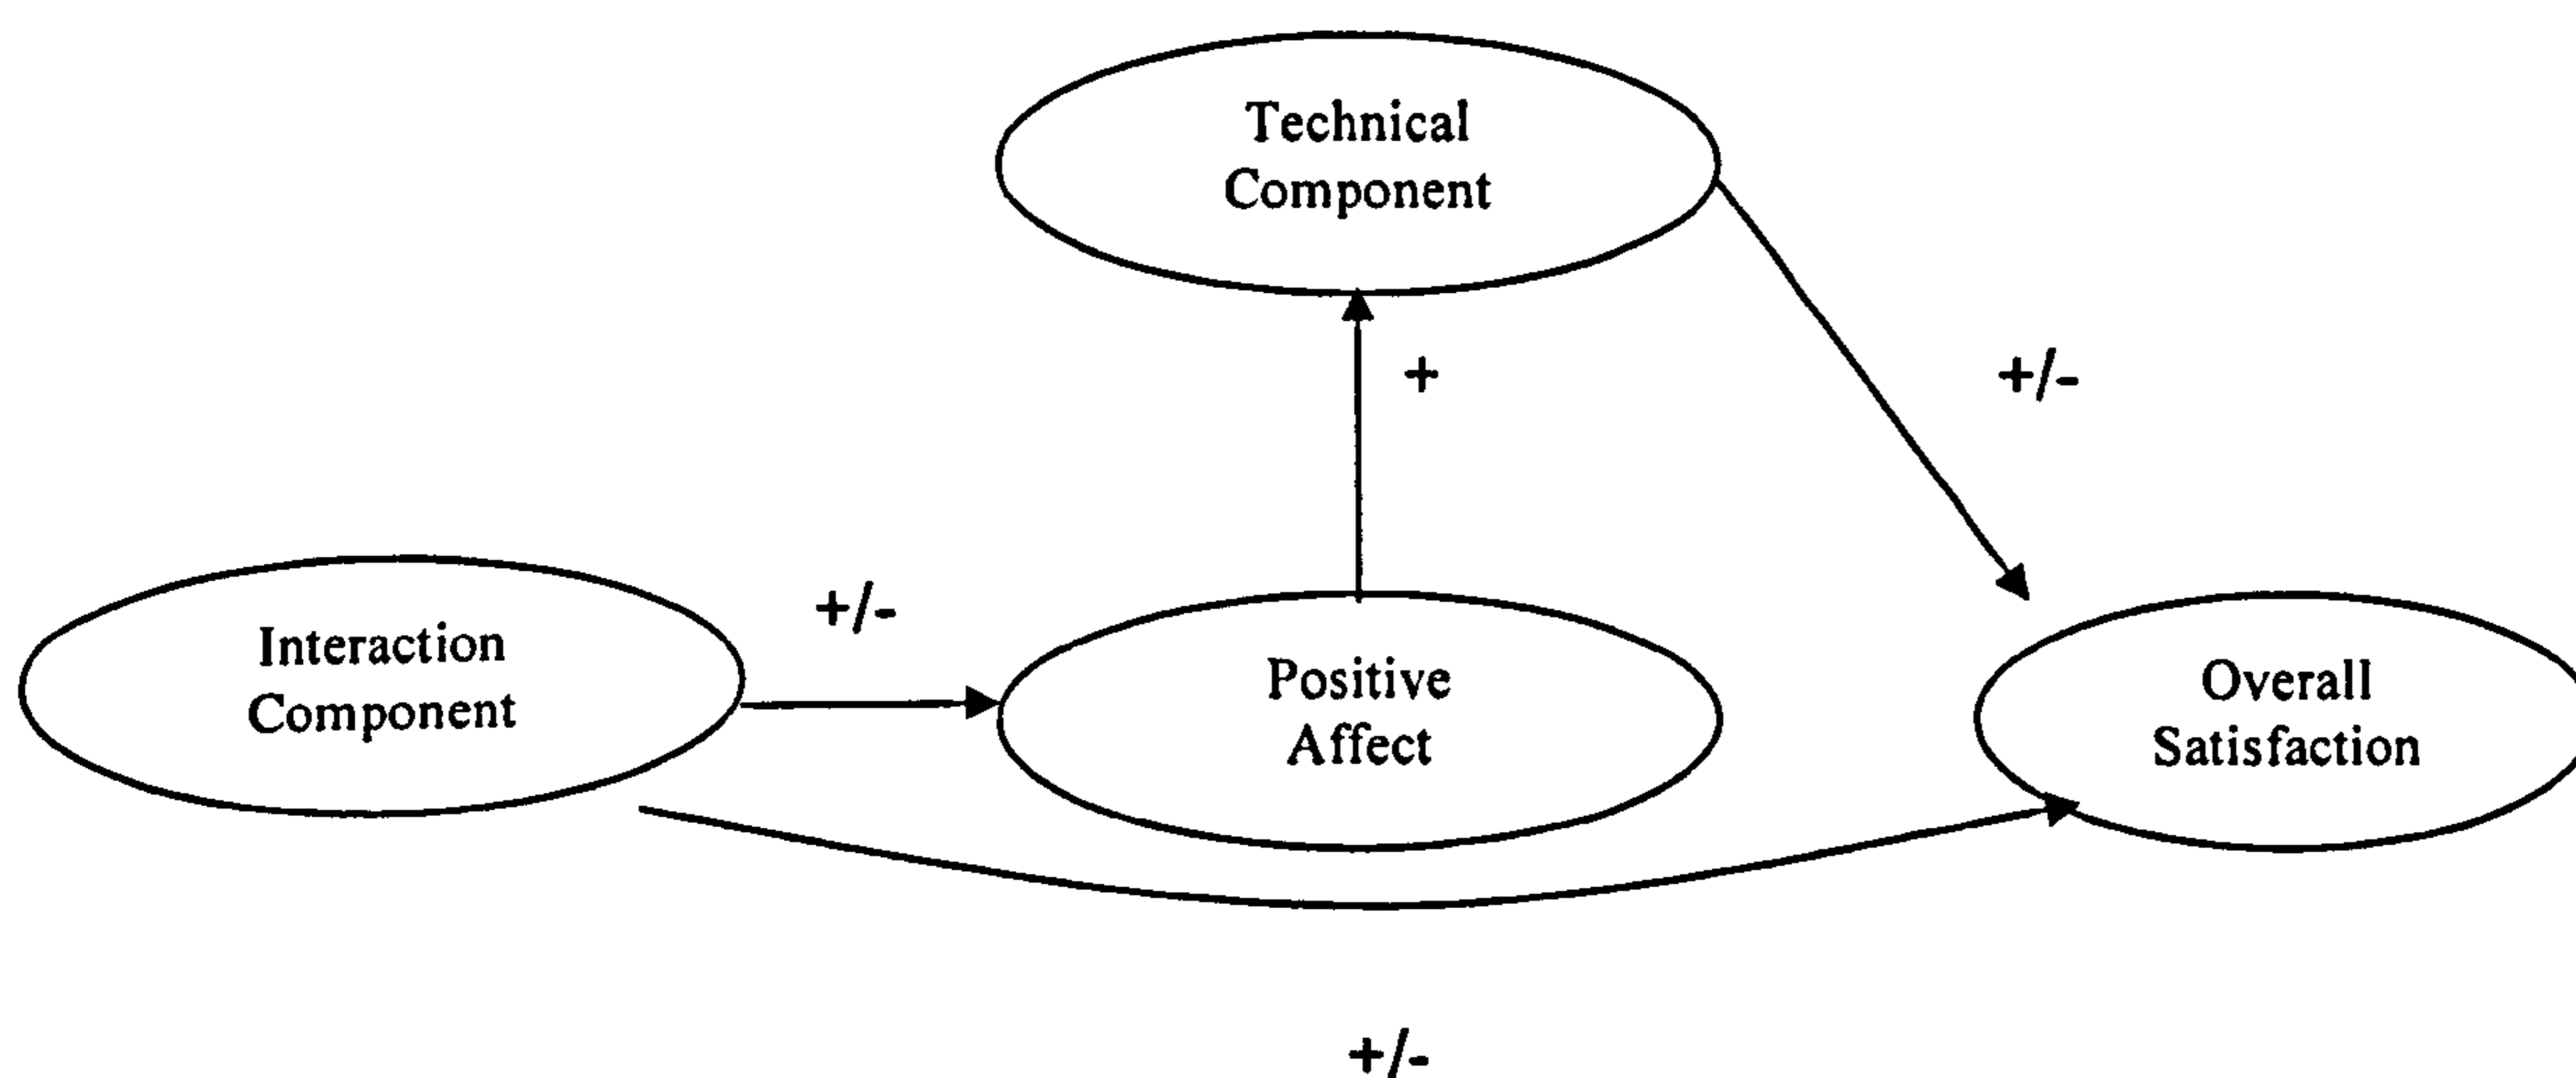 Technical
Component
+
+/-
+/-
Interaction
Component
Positive
Affect
Overall
Satisfaction
+/-